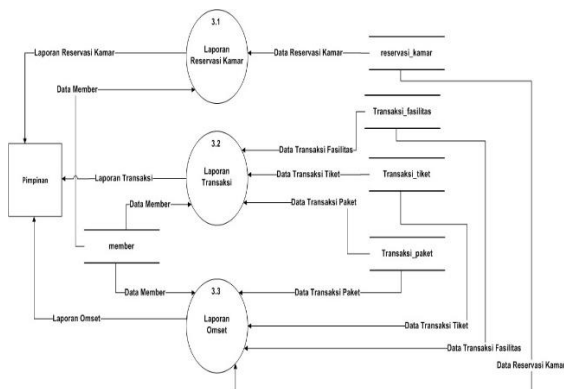 3.1
Laporan
Reservasi Kamar
Laporan Reservasi Kamar
Data Reservasi Kamar
reservasi_kamar
Data Member
Transaksi_fasilitas
3.2
Laporan
Transaksi
Data Transaksi Fasilitas
Pimpinan
Laporan Transaksi
Data Transaksi Tiket
Transaksi_tiket
Data Member
Data Transaksi Paket
member
Transaksi_paket
3.3
Laporan
Omset
Data Member
Data Transaksi Paket
Laporan Omset
Data Transaksi Tiket
Data Transaksi Fasilitas
Data Reservasi Kamar